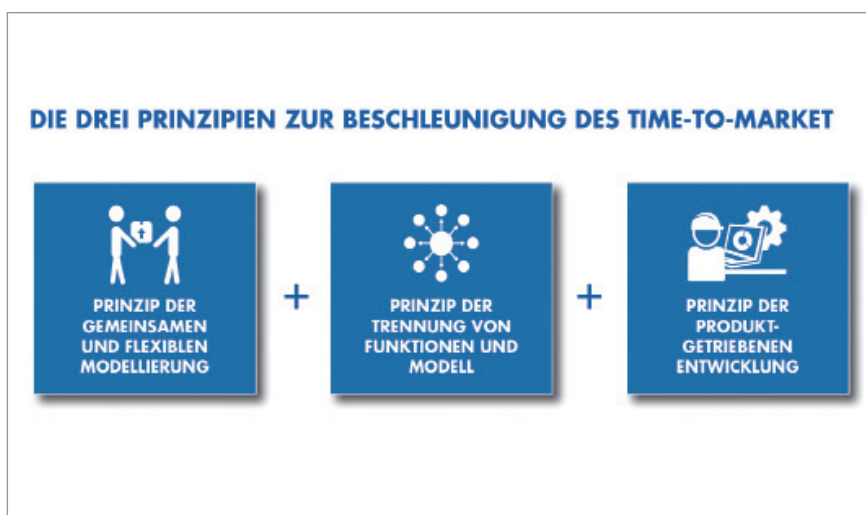 DIE DREI PRINZIPIEN ZUR BESCHLEUNIGUNG DES TIME-TO-MARKET
PRINZIP DER
GEMEINSAMEN
UND FLEXIBLEN
MODELLIERUNG
+
PRINZIP DER
TRENNUNG VON
FUNKTIONEN UND
MODELL
+
PRINZIP DER
PRODUKT-
GETRIEBENEN
ENTWICKLUNG